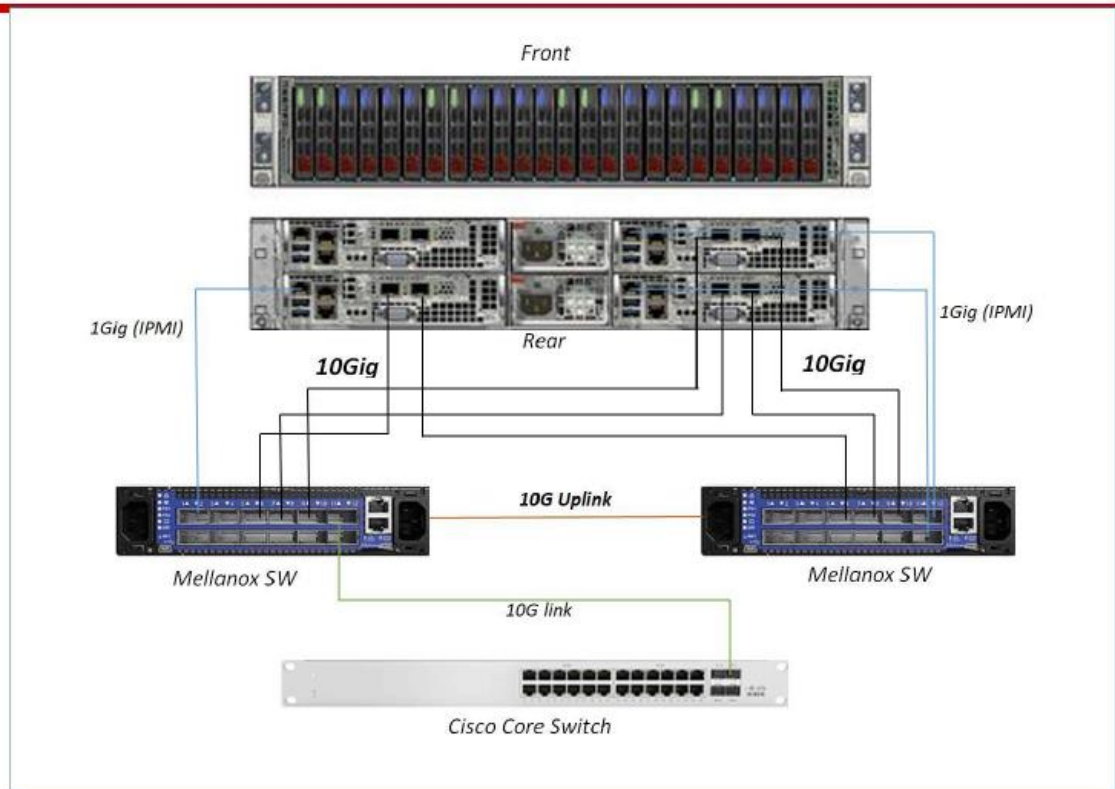 Front
1Gig (IPMI)
1Gig (IPMI)
Rear
10Gig
10Gig
10G Uplink
Mellanox SW
Mellanox SW
10G link
Cisco Core Switch